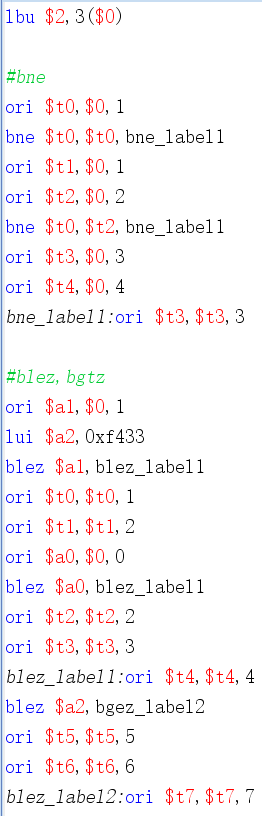 lbu $2,3($0)
#bne
ori $t0,$0,1
bne $t0,$t0,bne_label1
ori $t1,$0,1
ori $t2,$0,2
bne $t0,$t2,bne_label1
ori $t3,$0,3
ori $t4,$0,4
bne_label1:ori $t3,$t3,3
#blez,bgtz
ori $a1,$0,1
lui $a2,0xf433
blez $a1,blez_label1
ori $t0,$t0,1
ori $t1,$t1,2
ori $a0,$0,0
blez $a0,blez_label1
ori $t2,$t2,2
ori $t3,$t3,3
blez_label1:ori $t4,$t4,4
blez $a2,bgez_label2
ori $t5,$t5,5
ori $t6,$t6,6
blez_label2:ori $t7,$t7,7